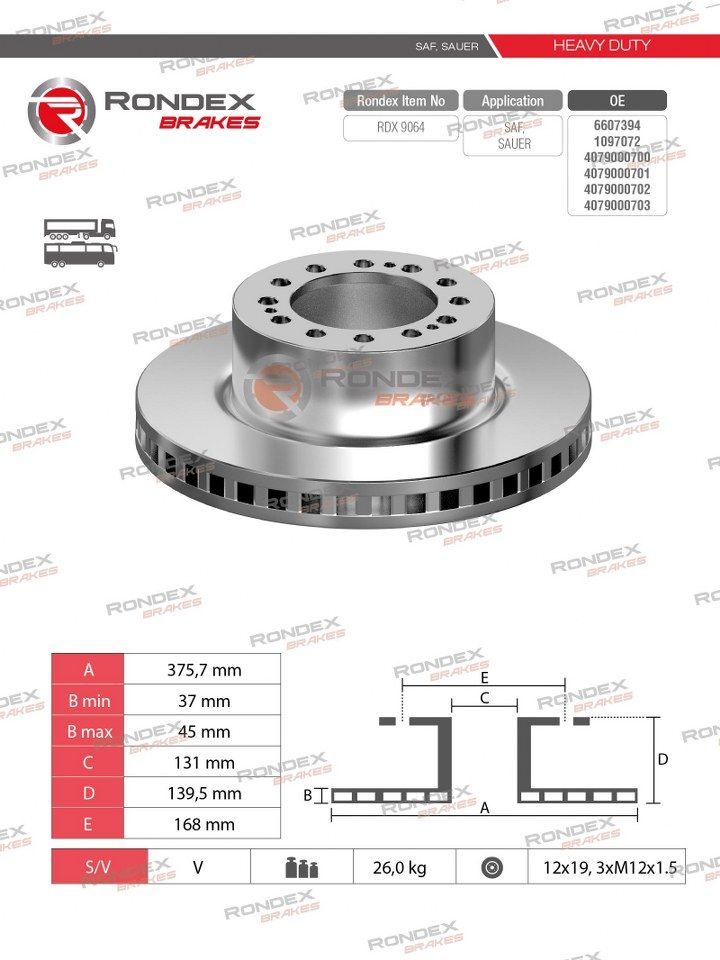 SAF, SAUER
HEAVY DUTY
RONDEX
BRAKES
Rondex Item No
Application
OE
RDX 9064
SAF,
SAUER
6607394
1097072
4079000700
4079000701
4079000702
4079000703
RONDEX
BRAKES
A 375,7 mm
B min 37 mm
B max 45 mm
C 131 mm
D 139,5 mm
E 168 mm
E
C
B
D
A
S/V V 26,0 kg 12x19, 3xM12x1.5